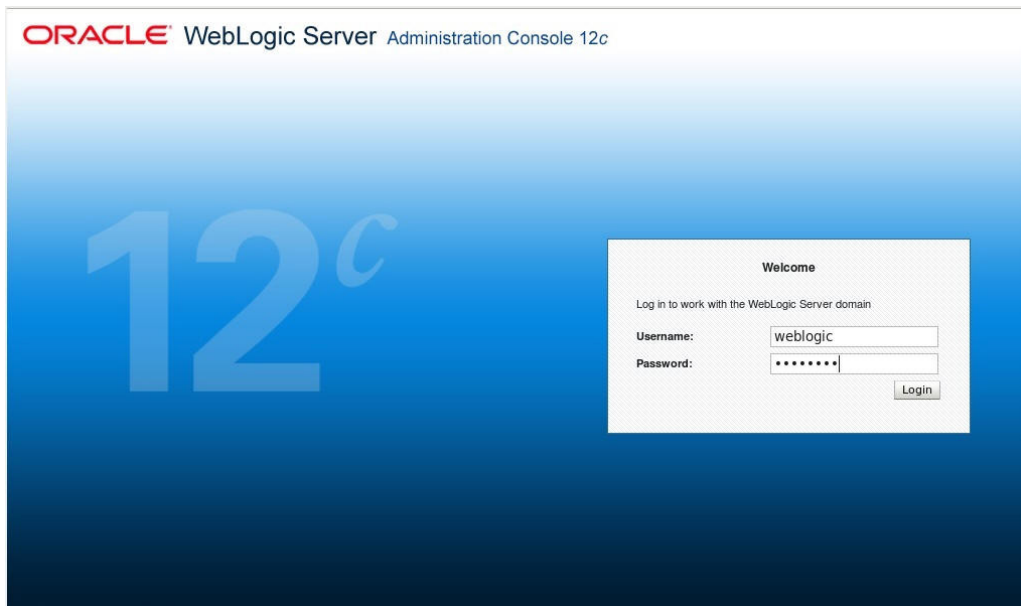 ORACLE WebLogic Server Administration Console 12c
12c
Welcome
Log in to work with the WebLogic Server domain
Username: weblogic
Password: ••••••••
Login